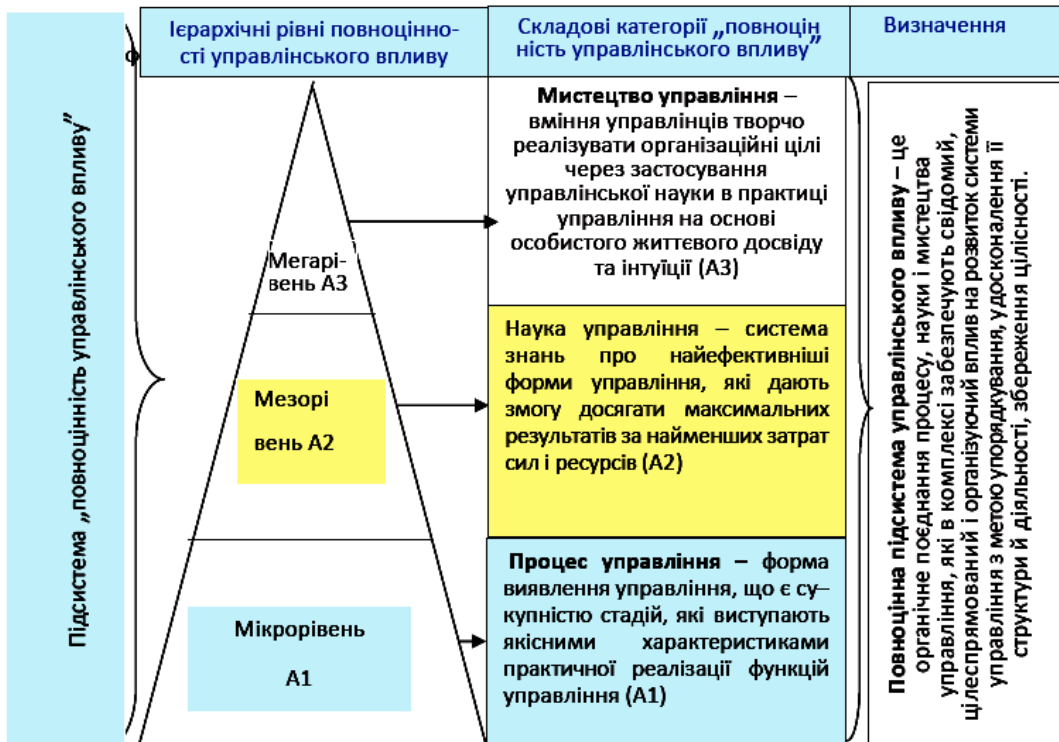 Ієрархічні рівні повноцінно-
сті управлінського впливу
Складові категорії „повноцін
ність управлінського впливу”
Визначення
ф
Підсистема „повноцінність управлінського впливу”
Мегарі-
вень А3
Мезорі
вень А2
Мікрорівень
А1
Мистецтво управління –
вміння управлінців творчо
реалізувати організаційні цілі
через застосування
управлінської науки в практиці
управління на основі
особистого життєвого досвіду
та інтуїції (А3)
Наука управління – система
знань про найефективніші
форми управління, які дають
змогу досягати максимальних
результатів за найменших затрат
сил і ресурсів (А2)
Процес управління – форма
виявлення управління, що є су–
купністю стадій, які виступають
якісними характеристиками
практичної реалізації функцій
управління (А1)
Повноцінна підсистема управлінського впливу – це
органічне поєднання процесу, науки і мистецтва
управління, які в комплексі забезпечують свідомий,
цілеспрямований і організуючий вплив на розвиток системи
управління з метою упорядкування, удосконалення її
структури й діяльності, збереження цілісності.